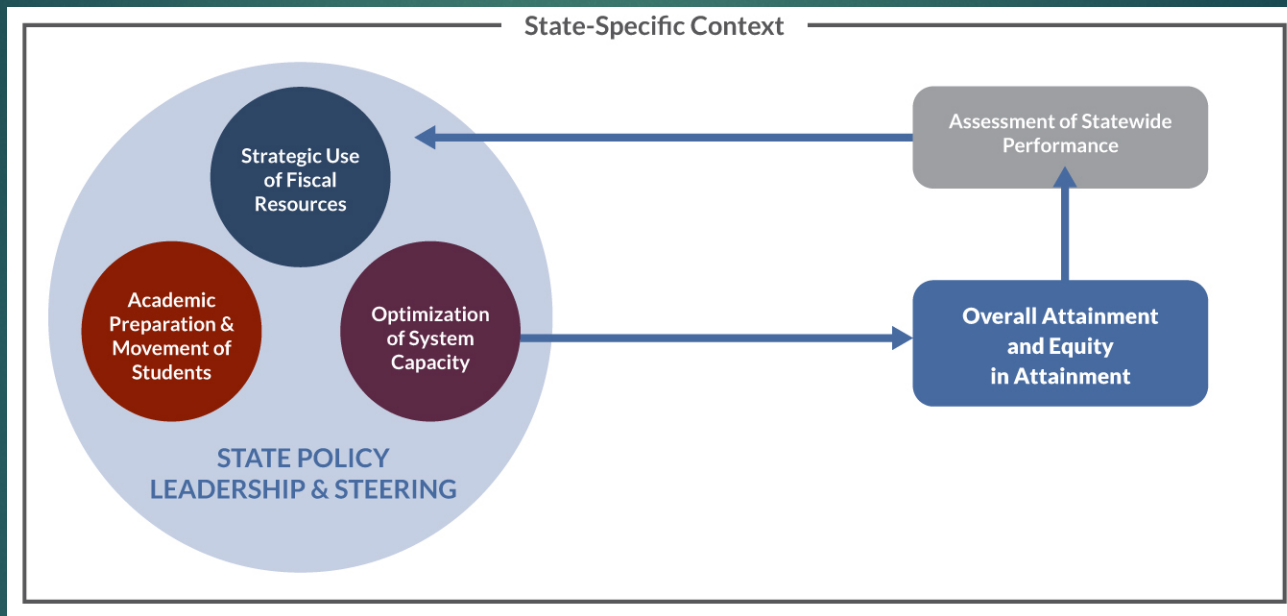 State-Specific Context
Strategic Use
of Fiscal
Resources
Academic
Preparation &
Movement of
Students
Optimization
of System
Capacity
STATE POLICY
LEADERSHIP & STEERING
Assessment of Statewide
Performance
Overall Attainment
and Equity
in Attainment